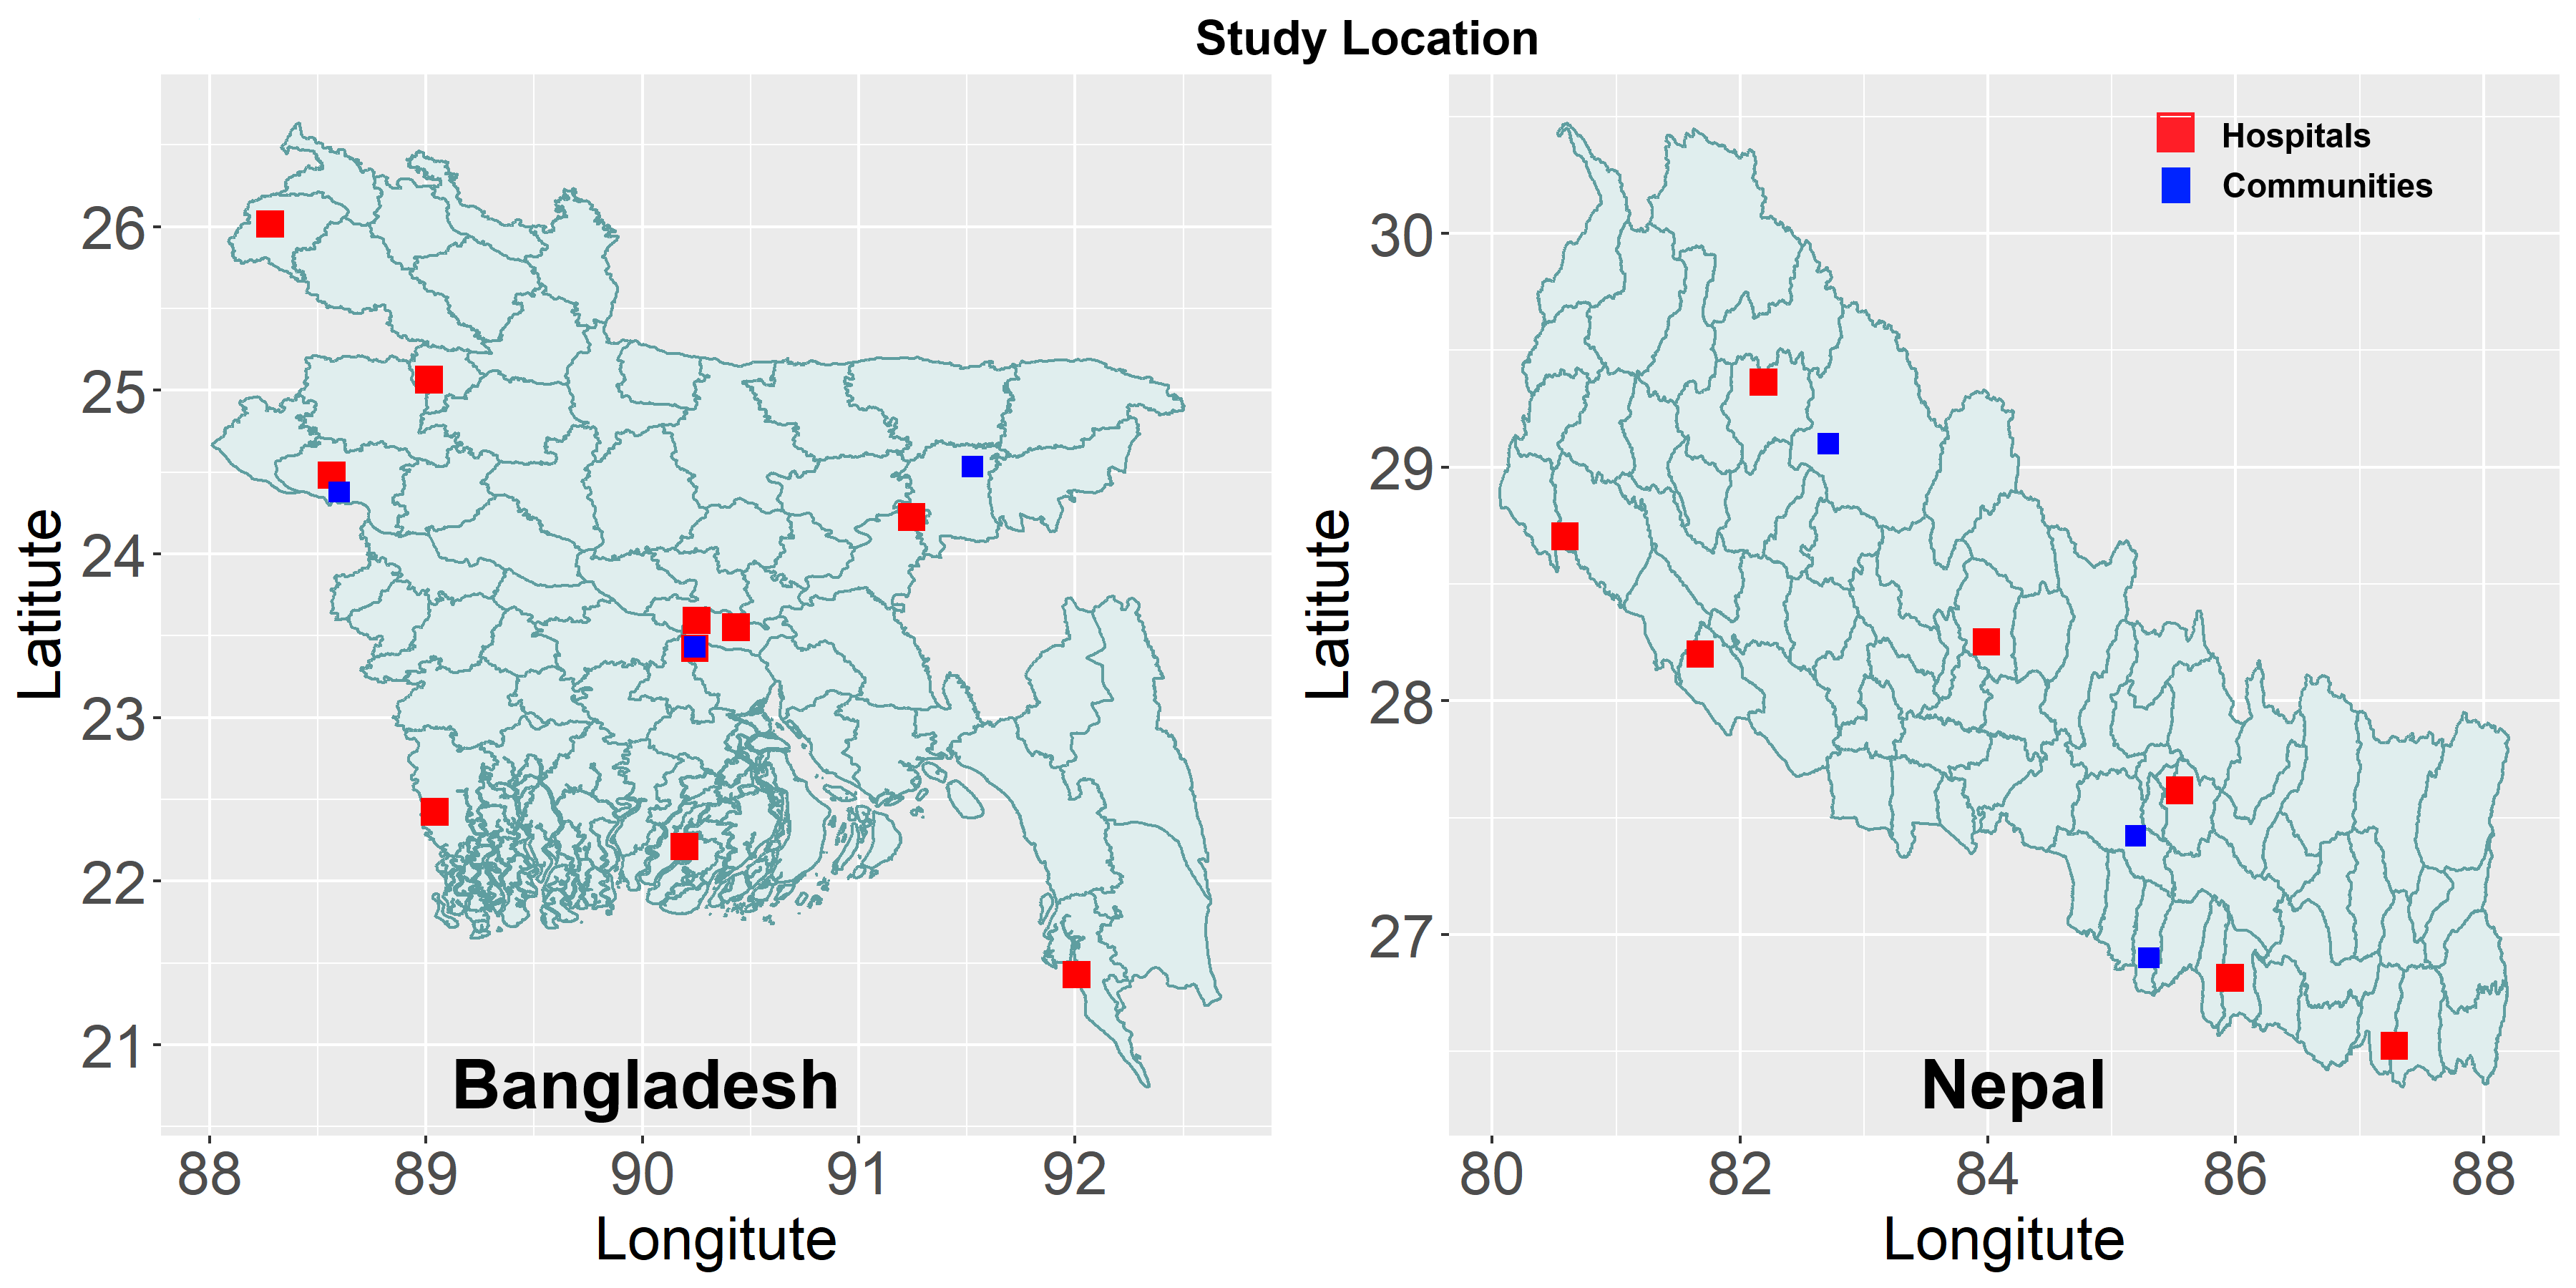 Study Location
Hospitals
Communities
26
25
24
23
22
21
Latitute
Bangladesh
88 89 90 91 92
Longitute
30
29
28
27
Latitute
Nepal
80 82 84 86 88
Longitute